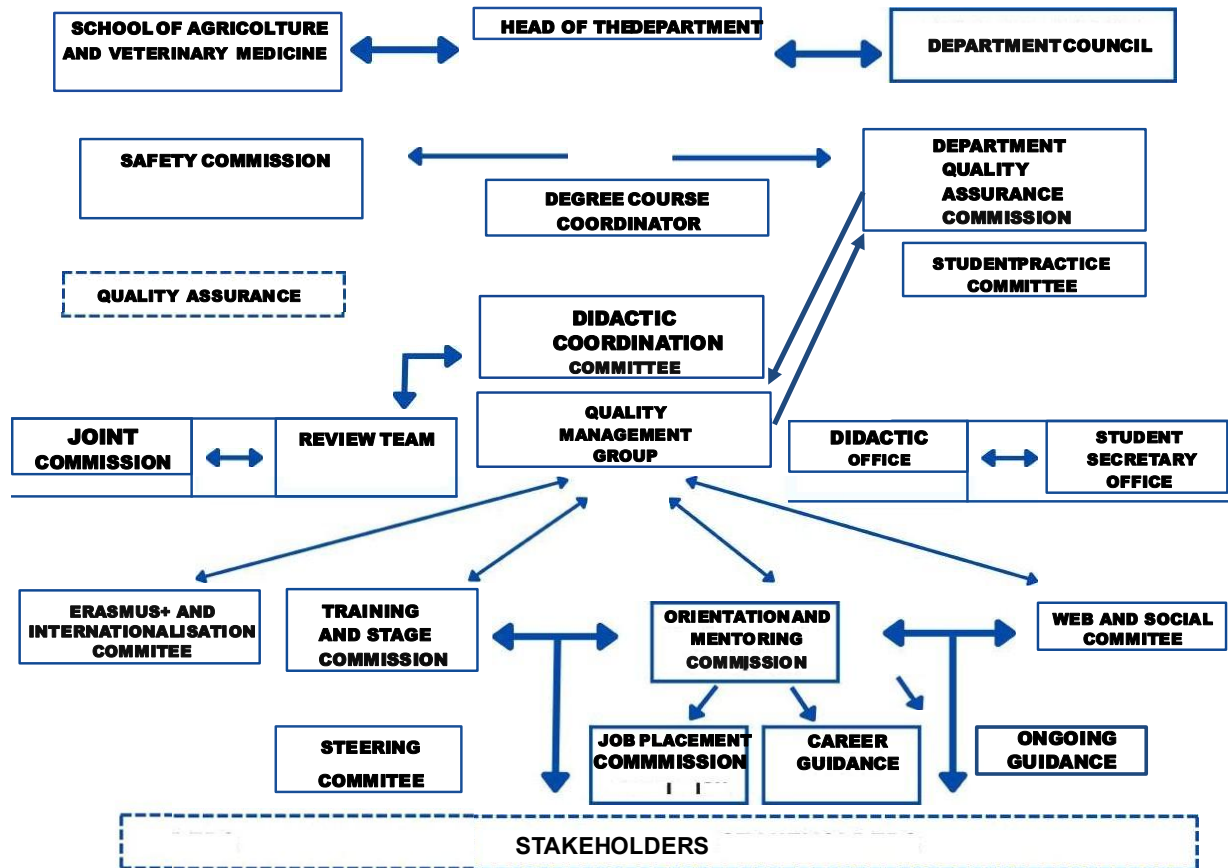 SCHOOL OF AGRICOLTURE
AND VETERINARY MEDICINE
HEAD OF THEDEPARTMENT
DEPARTMENT COUNCIL
SAFETY COMMISSION
DEGREE COURSE
COORDINATOR
DEPARTMENT
QUALITY
ASSURANCE
COMMISSION
STUDENTPRACTICE
COMMITTEE
QUALITY ASSURANCE
DIDACTIC
COORDINATION
COMMITTEE
QUALITY
MANAGEMENT
GROUP
JOINT
COMMISSION
REVIEW TEAM
DIDACTIC
OFFICE
STUDENT
SECRETARY
OFFICE
ERASMUS+ AND
INTERNATIONALISATION
COMMITEE
TRAINING
AND STAGE
COMMISSION
ORIENTATION AND
MENTORING
COMMISSION
WEB AND SOCIAL
COMMITEE
STEERING
COMMITEE
JOB PLACEMENT
COMMMISSION
CAREER
GUIDANCE
ONGOING
GUIDANCE
STAKEHOLDERS